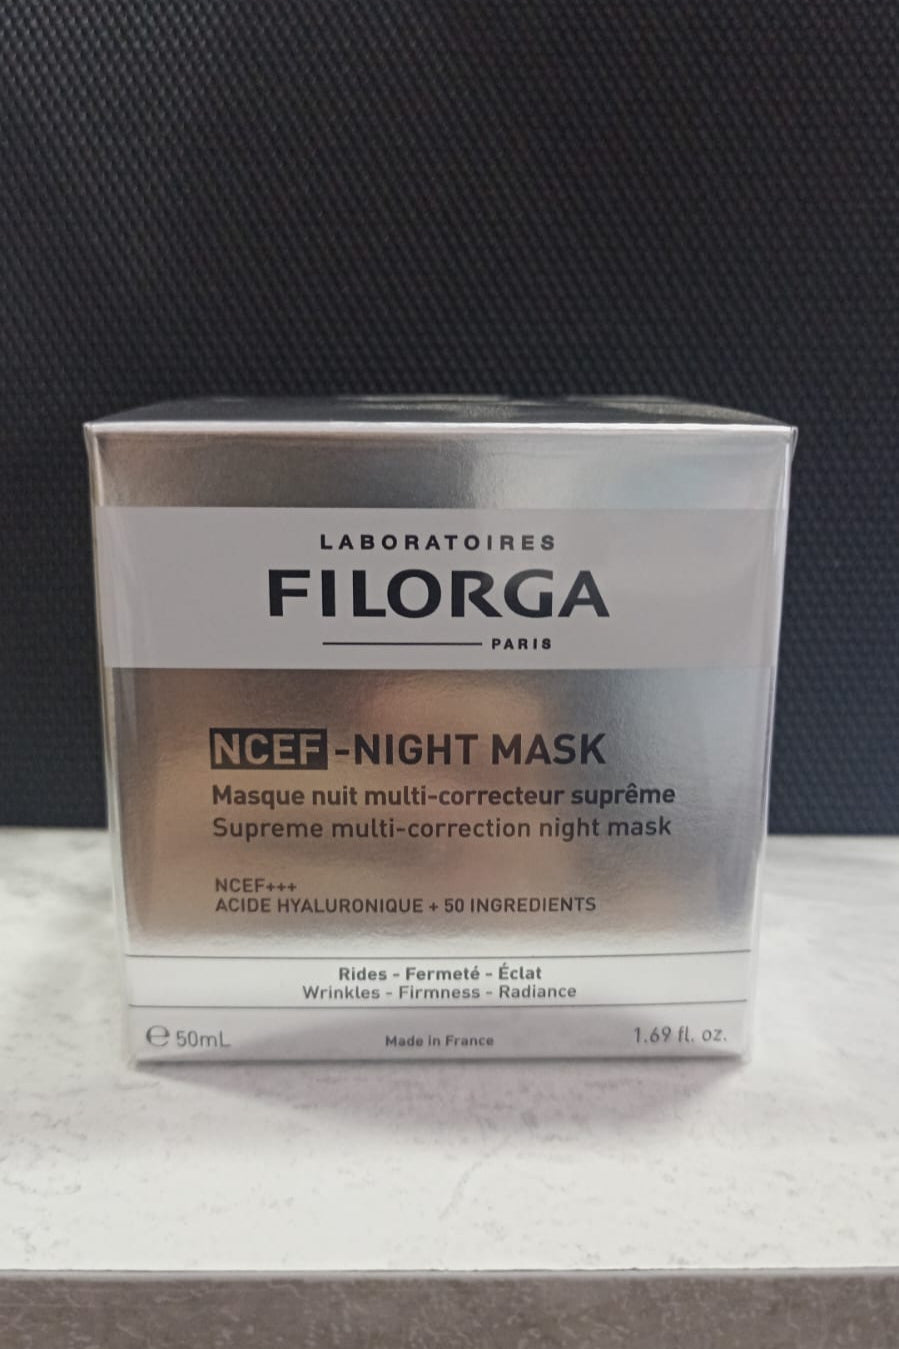 LABORATOIRES
FILORGA
PARIS
NCEF-NIGHT MASK
Masque nuit multi-correcteur suprême
Supreme multi-correction night mask
NCEF+++
ACIDE HYALURONIQUE + 50 INGREDIENTS
Rides - Fermeté - Éclat
Wrinkles - Firmness - Radiance
℮ 50mL Made in France 1.69 fl. oz.